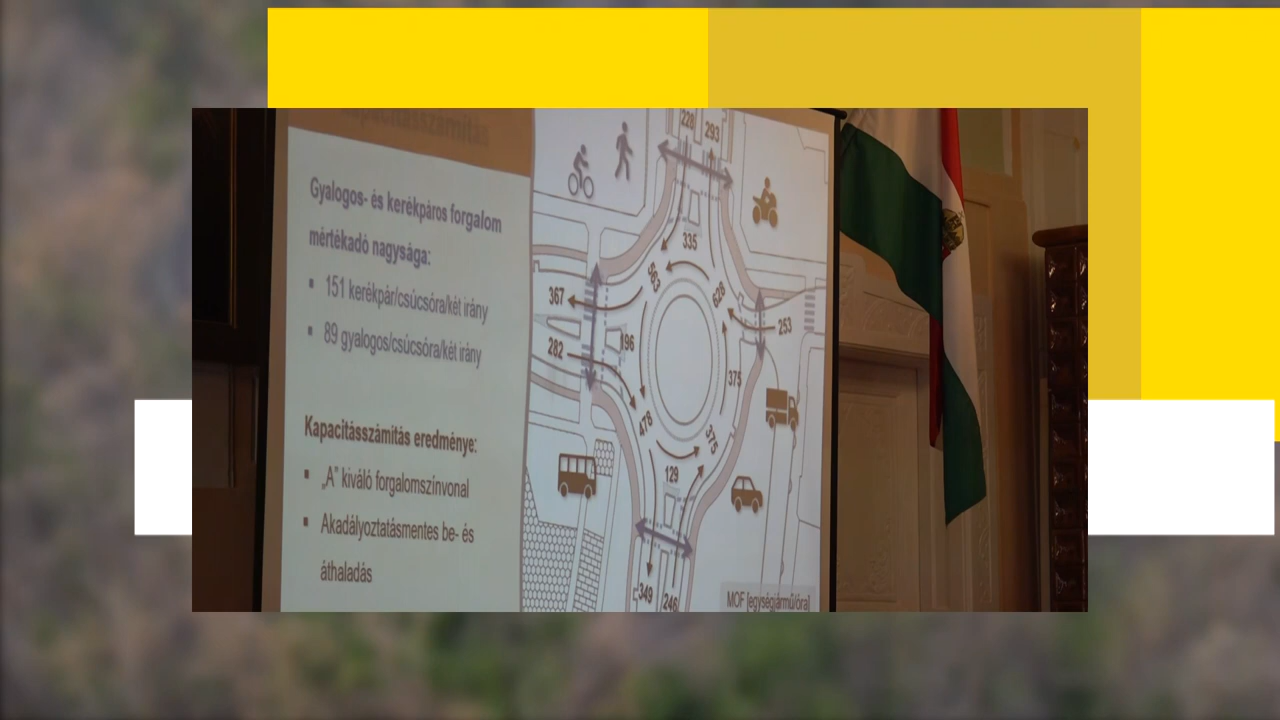 Kapacitásszámítás
Gyalogos- és kerékpáros forgalom
mértékadó nagysága:
▪ 151 kerékpár/csúcsóra/két irány
▪ 89 gyalogos/csúcsóra/két irány
Kapacitásszámítás eredménye:
▪ „A” kiváló forgalomszínvonal
▪ Akadályoztatásmentes be- és
áthaladás
228
293
335
563
628
367
253
282
196
375
478
375
129
349
246
MOF [egységjármű/óra]